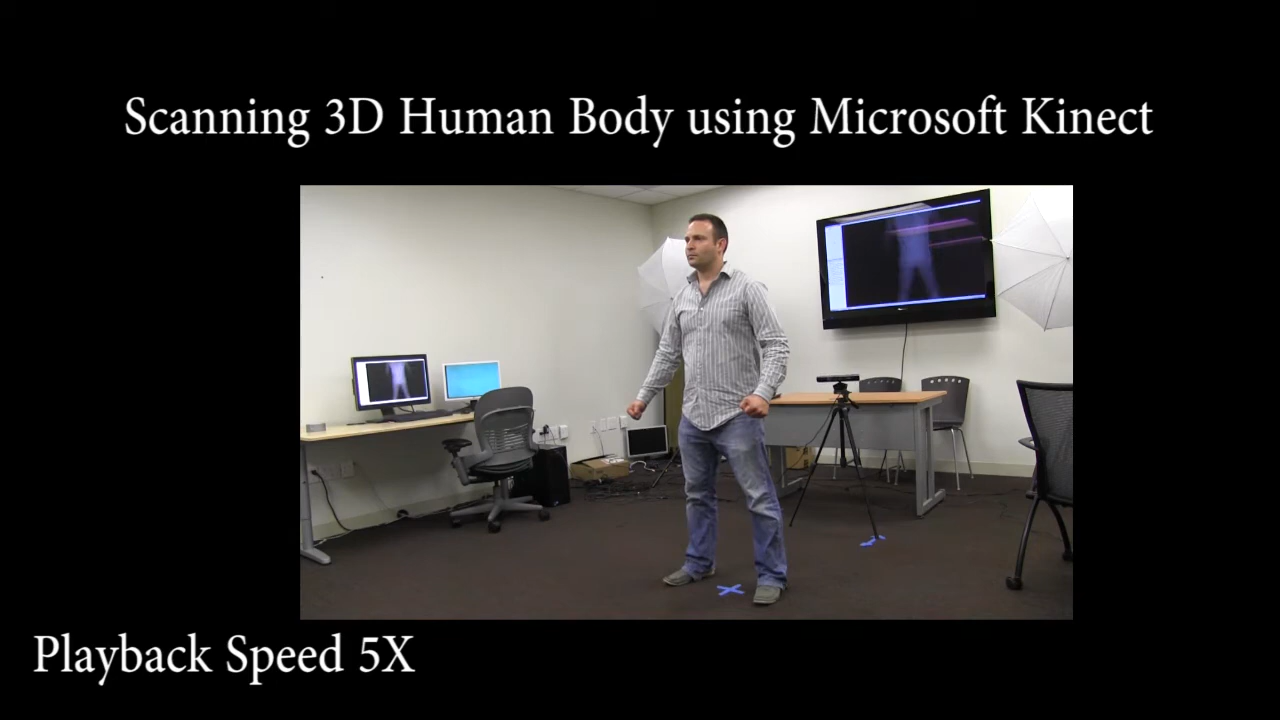 Scanning 3D Human Body using Microsoft Kinect
Playback Speed 5X